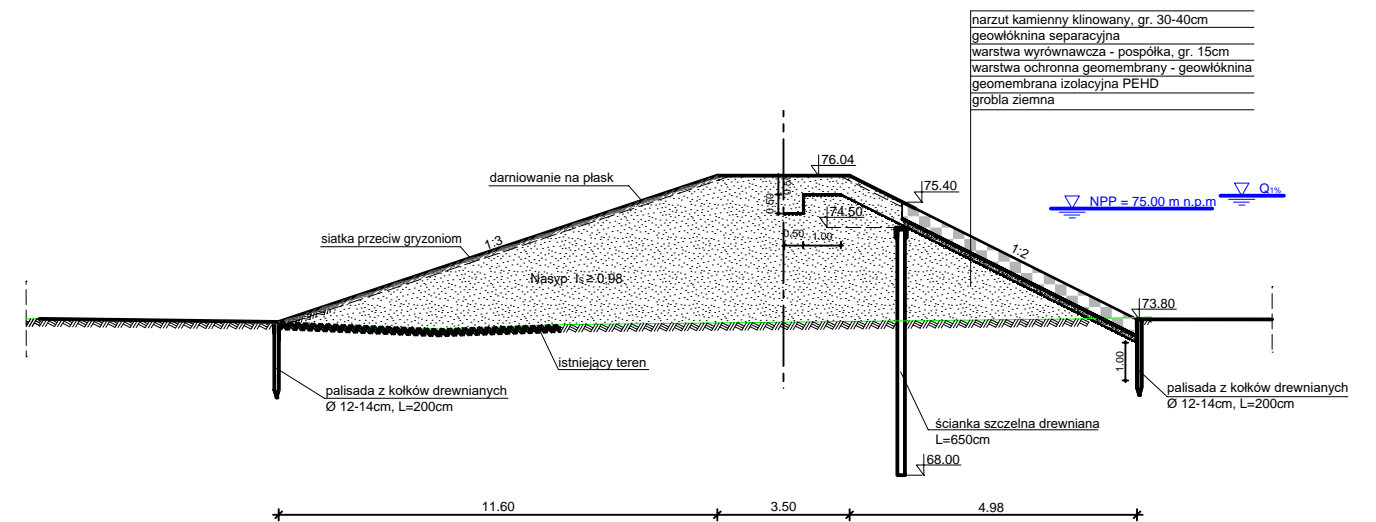 narzut kamienny klinowany, gr. 30-40cm
geowłóknina separacyjna
warstwa wyrównawcza - pospółka, gr. 15cm
warstwa ochronna geomembrany - geowłóknina
geomembrana izolacyjna PEHD
grobla ziemna
76.04
darniowanie na płask
75.40
Q1%
NPP = 75.00 m n.p.m
0.50
0.50
74.50
siatka przeciw gryzoniom
1:3
0.50
1.00
1:2
Nasyp Is ≥ 0.98
73.80
istniejący teren
1.00
palisada z kołków drewnianych
Ø 12-14cm, L=200cm
palisada z kołków drewnianych
Ø 12-14cm, L=200cm
ścianka szczelna drewniana
L=650cm
68.00
11.60
3.50
4.98